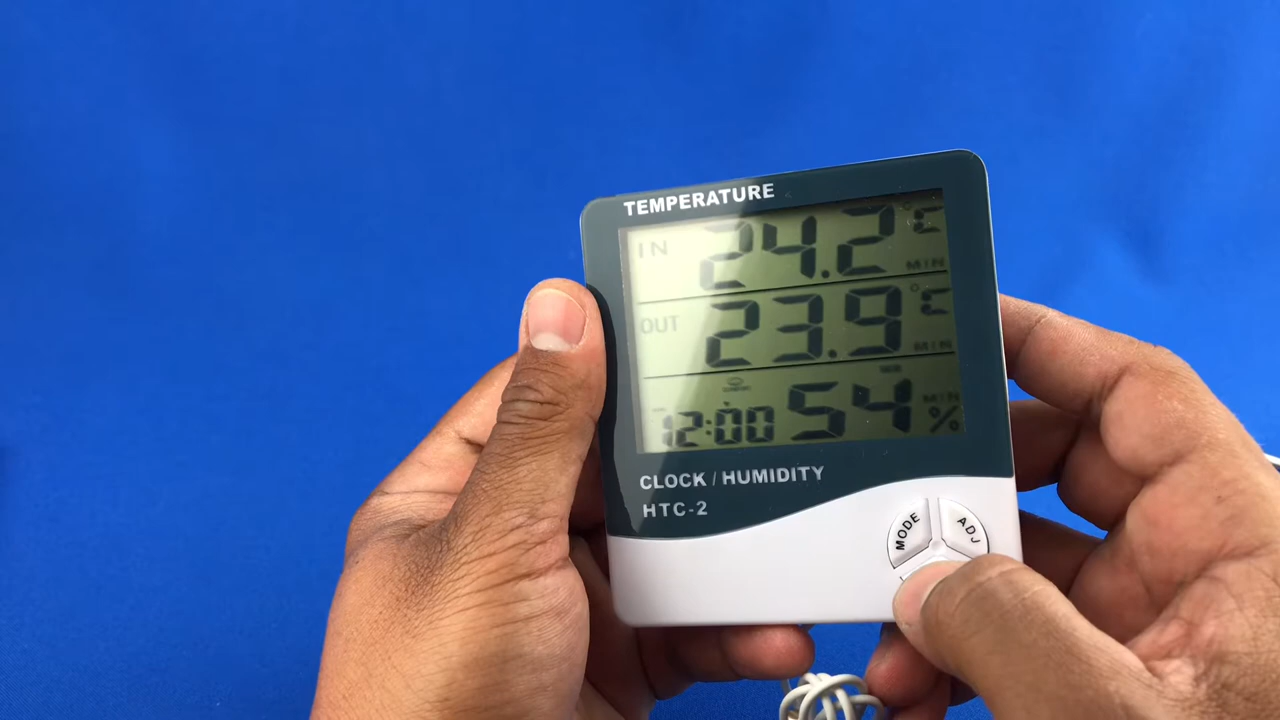 TEMPERATURE
IN 24.2 °C
MIN
OUT 23.9 °C
MIN
12:00 54 %
MIN
CLOCK / HUMIDITY
HTC-2
MODE
ADJ